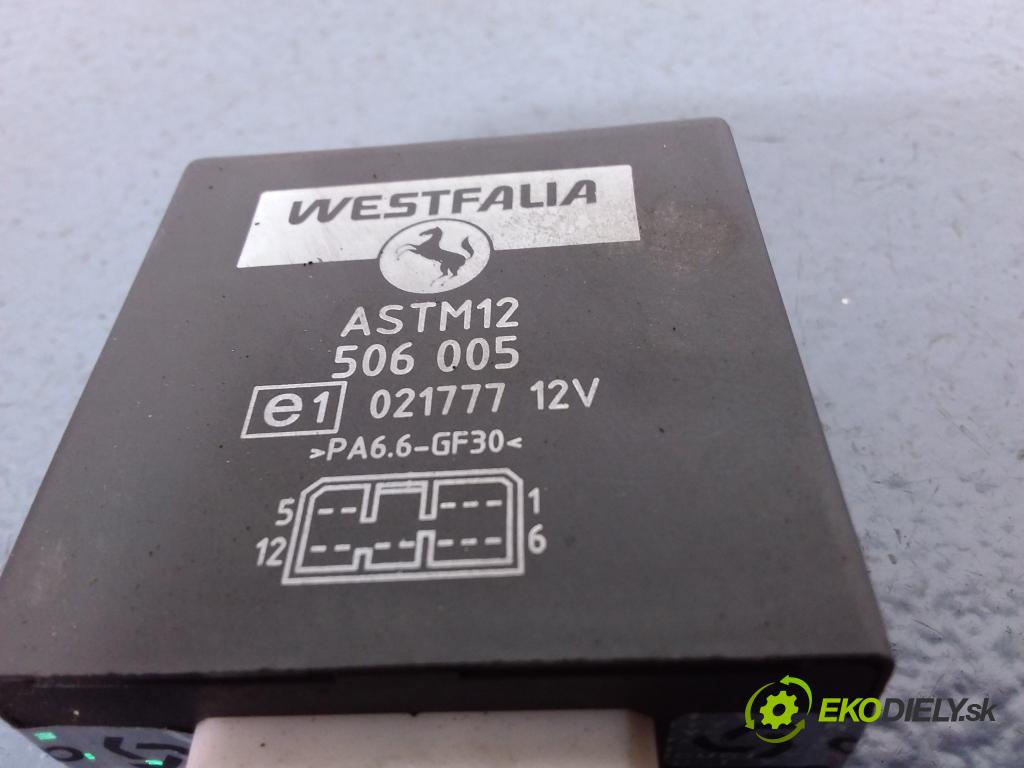 WESTFALIA
ASTM12
506 005
e1 021777 12V
>PA6.6-GF30<
5 1
12 6
EKODIELY.sk